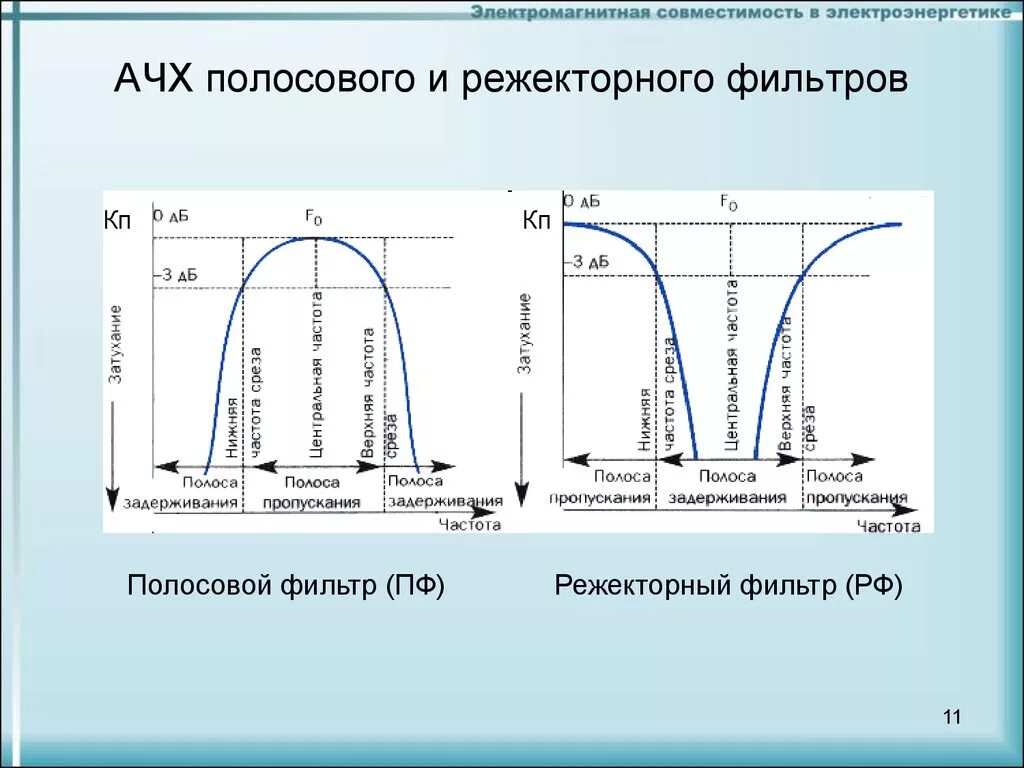 Электромагнитная совместимость в электроэнергетике
АЧХ полосового и режекторного фильтров
Кп
0 дБ
F0
–3 дБ
Затухание
Нижняя
частота среза
Центральная частота
Верхняя частота
среза
Полоса
задерживания
Полоса
пропускания
Полоса
задерживания
Частота
Кп
0 дБ
F0
–3 дБ
Затухание
Нижняя
частота среза
Центральная частота
Верхняя частота
среза
Полоса
пропускания
Полоса
задерживания
Полоса
пропускания
Частота
Полосовой фильтр (ПФ)
Режекторный фильтр (РФ)
11